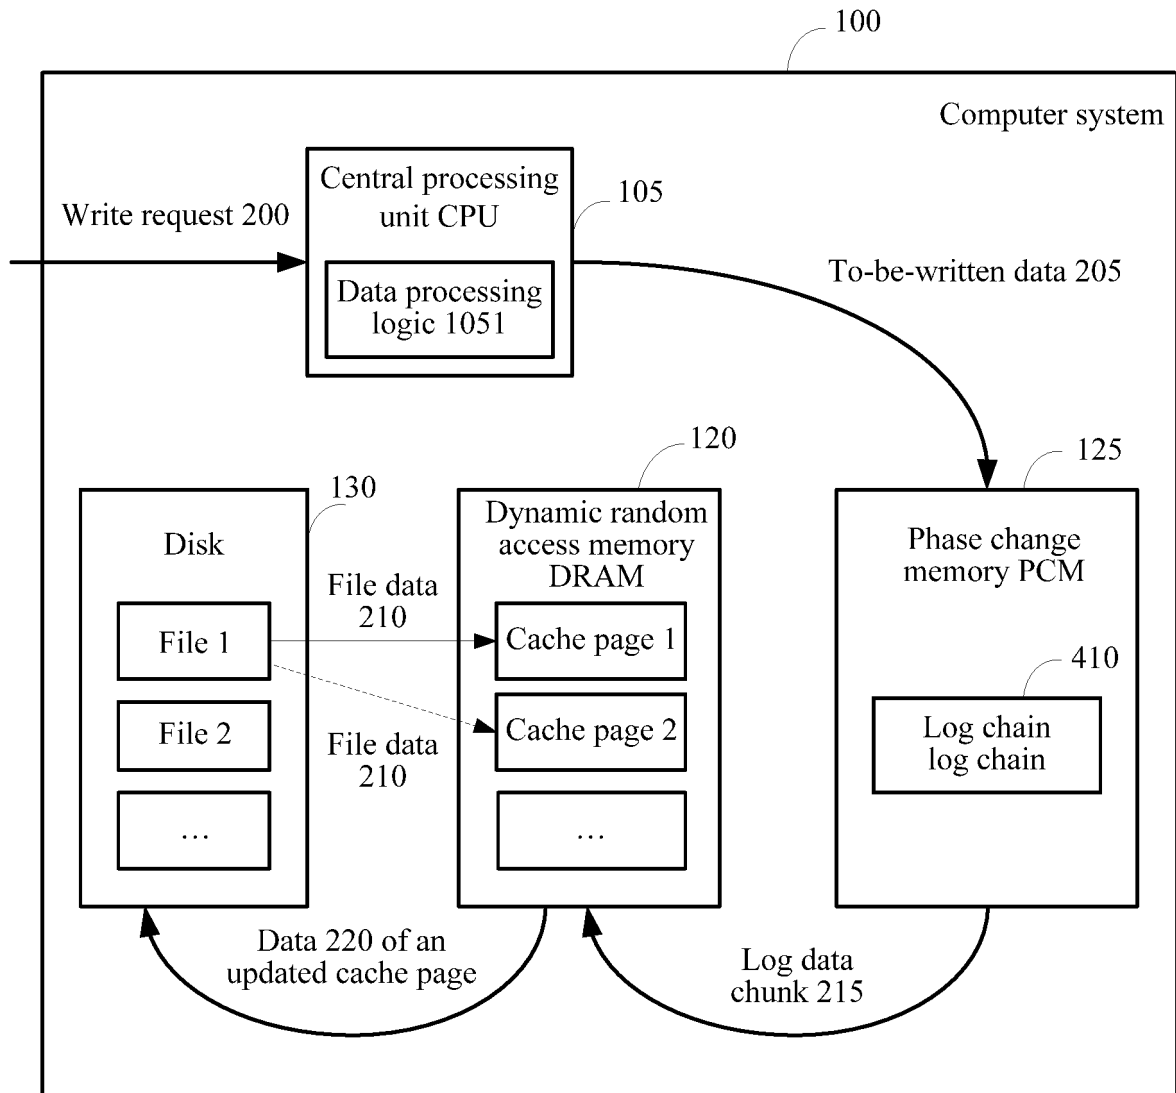 100
Computer system
Central processing
unit CPU
105
Write request 200
Data processing
logic 1051
To-be-written data 205
120
125
130
Disk
Dynamic random
access memory
DRAM
Phase change
memory PCM
File data
210
File 1
Cache page 1
410
File 2
Cache page 2
Log chain
log chain
File data
210
...
...
Data 220 of an
updated cache page
Log data
chunk 215